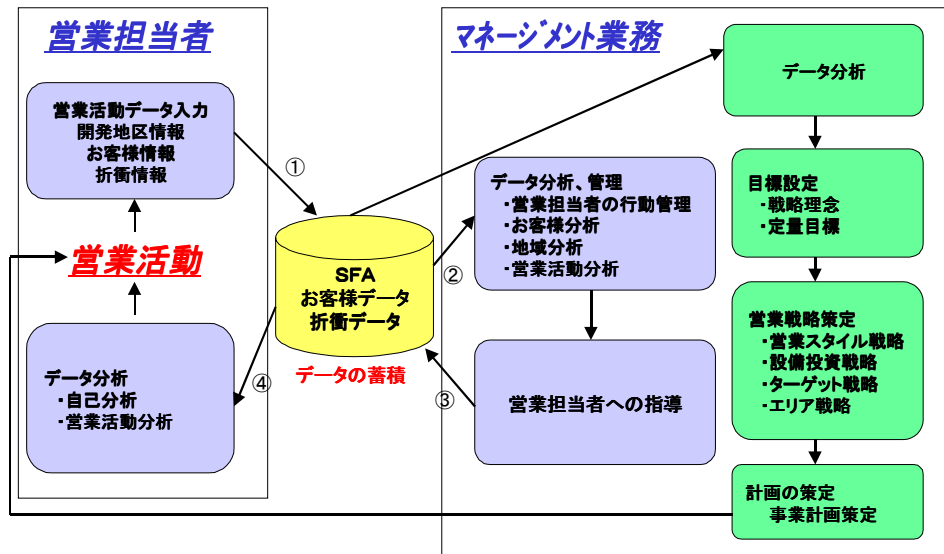 営業担当者
営業活動データ入力
開発地区情報
お客様情報
折衝情報
①
営業活動
SFA
お客様データ
折衝データ
データの蓄積
データ分析
・自己分析
・営業活動分析
④
マネージメント業務
②
データ分析、管理
・営業担当者の行動管理
・お客様分析
・地域分析
・営業活動分析
③
営業担当者への指導
データ分析
目標設定
・戦略理念
・定量目標
営業戦略策定
・営業スタイル戦略
・設備投資戦略
・ターゲット戦略
・エリア戦略
計画の策定
事業計画策定